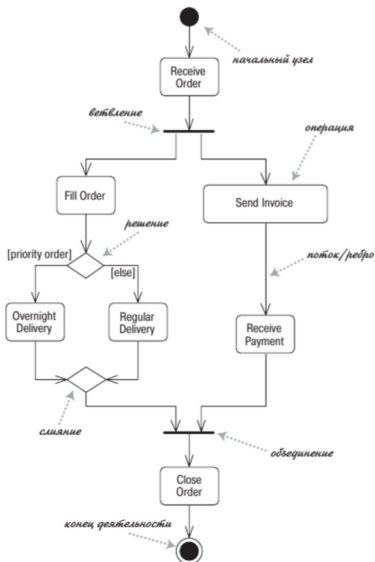 начальный узел
Receive
Order
ветвление
операция
Fill Order
Send Invoice
решение
[priority order]
[else]
поток/ребро
Overnight
Delivery
Regular
Delivery
Receive
Payment
слияние
объединение
Close
Order
конец деятельности